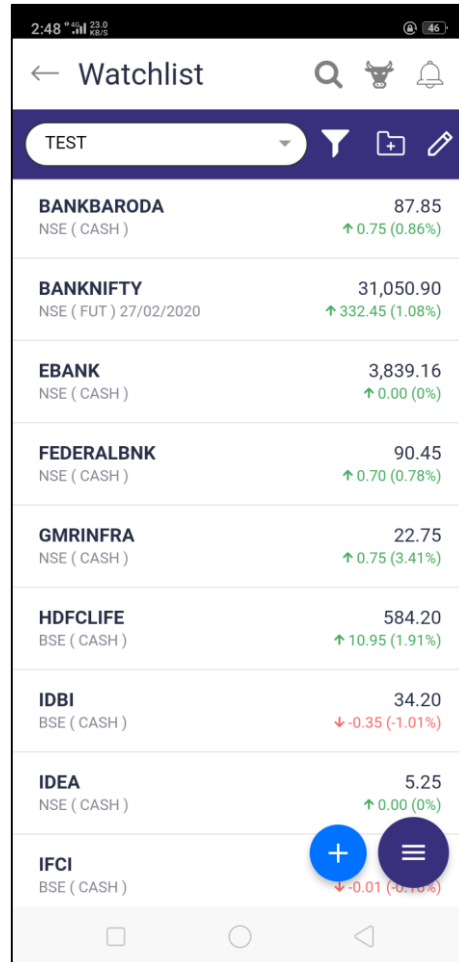 2:48 4G 23.0 KB/S 46
← Watchlist
TEST
BANKBARODA 87.85
NSE ( CASH ) ↑ 0.75 (0.86%)
BANKNIFTY 31,050.90
NSE ( FUT ) 27/02/2020 ↑ 332.45 (1.08%)
EBANK 3,839.16
NSE ( CASH ) ↑ 0.00 (0%)
FEDERALBNK 90.45
NSE ( CASH ) ↑ 0.70 (0.78%)
GMRINFRA 22.75
NSE ( CASH ) ↑ 0.75 (3.41%)
HDFCLIFE 584.20
BSE ( CASH ) ↑ 10.95 (1.91%)
IDBI 34.20
BSE ( CASH ) ↓ -0.35 (-1.01%)
IDEA 5.25
NSE ( CASH ) ↑ 0.00 (0%)
IFCI
BSE ( CASH ) ↓ -0.01